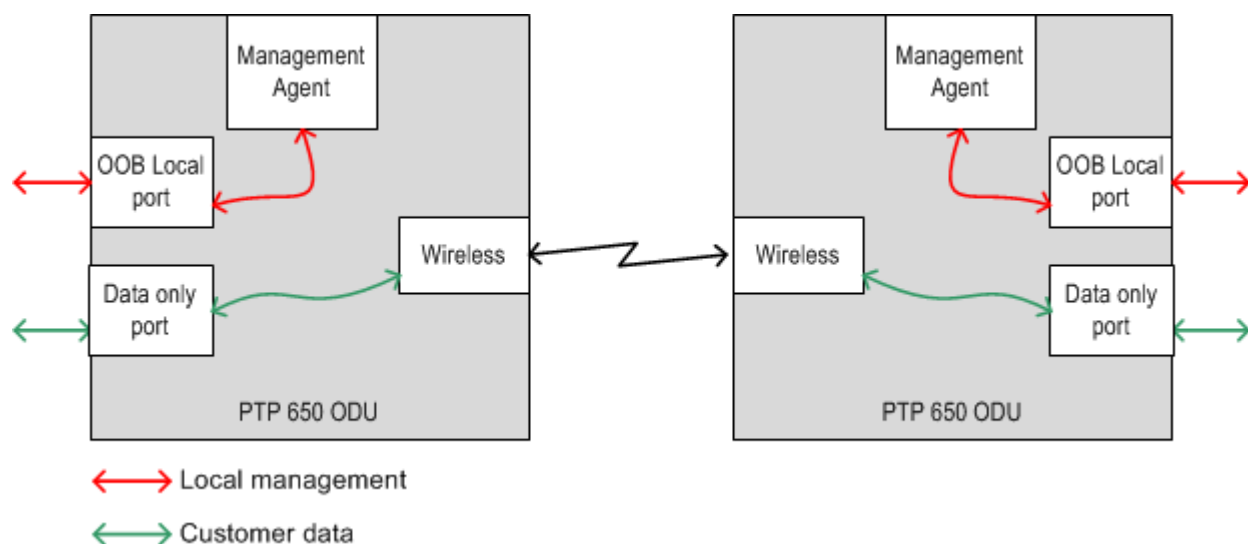 Management
Agent
OOB Local
port
Wireless
Data only
port
PTP 650 ODU
Management
Agent
OOB Local
port
Wireless
Data only
port
PTP 650 ODU
Local management
Customer data